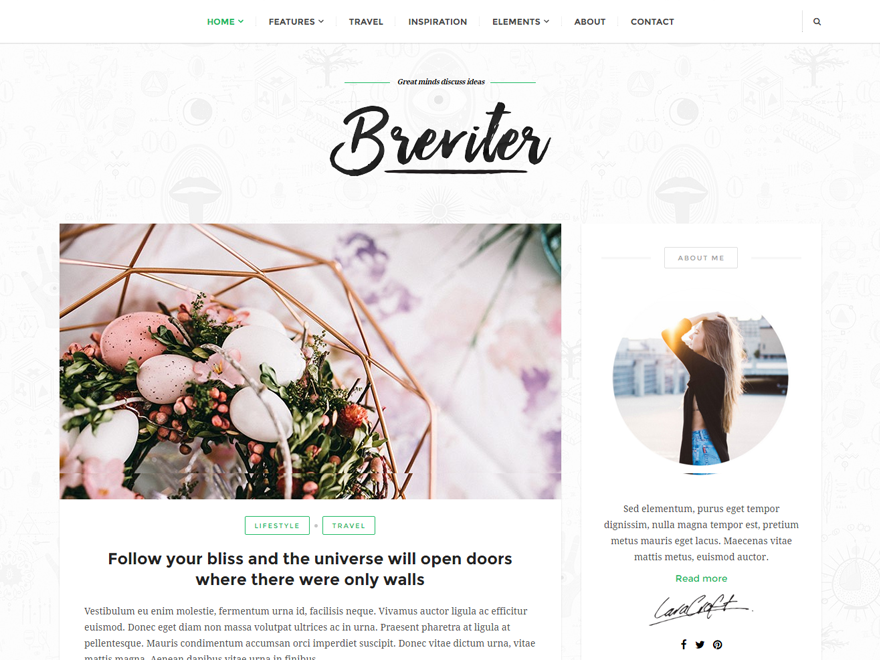 HOME FEATURES TRAVEL INSPIRATION ELEMENTS ABOUT CONTACT
Great minds discuss ideas
Breviter
LIFESTYLE TRAVEL
Follow your bliss and the universe will open doors
where there were only walls
Vestibulum eu enim molestie, fermentum urna id, facilisis neque. Vivamus auctor ligula ac efficitur
euismod. Donec eget diam non massa volutpat ultrices ac in urna. Praesent pharetra at ligula at
pellentesque. Mauris condimentum accumsan orci imperdiet suscipit. Donec vitae dictum urna, vitae
mattis magna. Aenean dapibus vitae urna in finibus.
ABOUT ME
Sed elementum, purus eget tempor
dignissim, nulla magna tempor est, pretium
metus mauris eget lacus. Maecenas vitae
mattis metus, euismod auctor.
Read more
LaraCroft